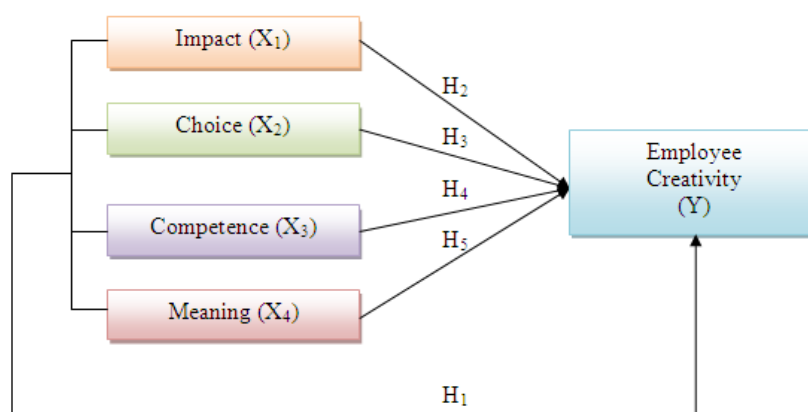 Impact (X₁)
H₂
Choice (X₂)
H₃
Employee
Creativity
(Y)
H₄
Competence (X₃)
H₅
Meaning (X₄)
H₁